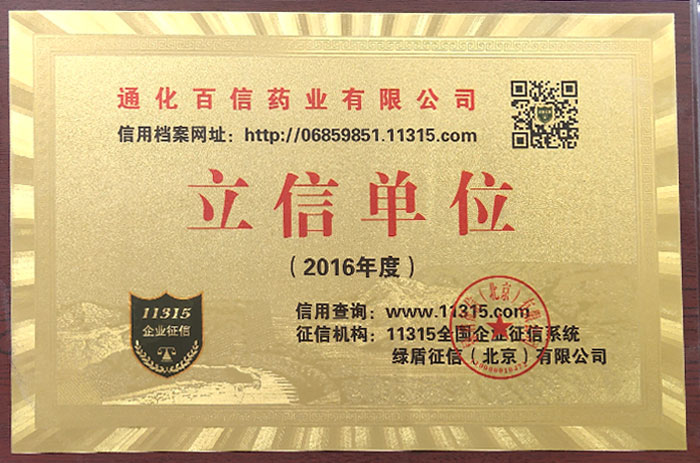 通化百信药业有限公司
信用档案网址：http://06859851.11315.com
立信单位
（2016年度）
11315
企业征信
信用查询：www.11315.com
征信机构：11315全国企业征信系统
绿盾征信（北京）有限公司